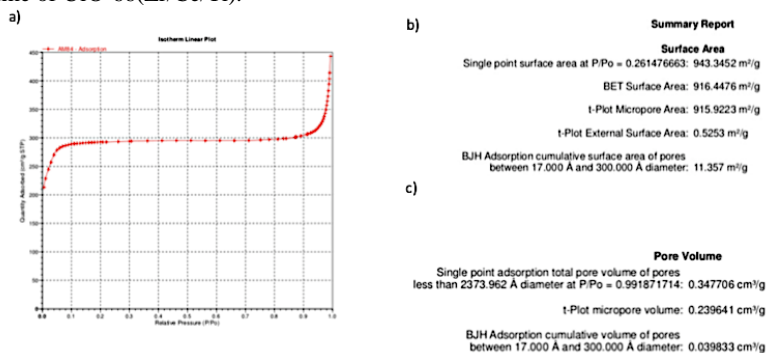 a)
Isotherm Linear Plot
Adsorption
Quantity Adsorbed (cm³/g STP)
450
400
350
300
250
200
150
100
50
0
0.0 0.1 0.2 0.3 0.4 0.5 0.6 0.7 0.8 0.9 1.0
Relative Pressure (P/Po)
b)
Summary Report
Surface Area
Single point surface area at P/Po = 0.261476663: 943.3452 m²/g
BET Surface Area: 916.4476 m²/g
t-Plot Micropore Area: 915.9223 m²/g
t-Plot External Surface Area: 0.5253 m²/g
BJH Adsorption cumulative surface area of pores
between 17.000 Å and 300.000 Å diameter: 11.357 m²/g
c)
Pore Volume
Single point adsorption total pore volume of pores
less than 2373.962 Å diameter at P/Po = 0.991871714: 0.347706 cm³/g
t-Plot micropore volume: 0.239641 cm³/g
BJH Adsorption cumulative volume of pores
between 17.000 Å and 300.000 Å diameter: 0.039833 cm³/g